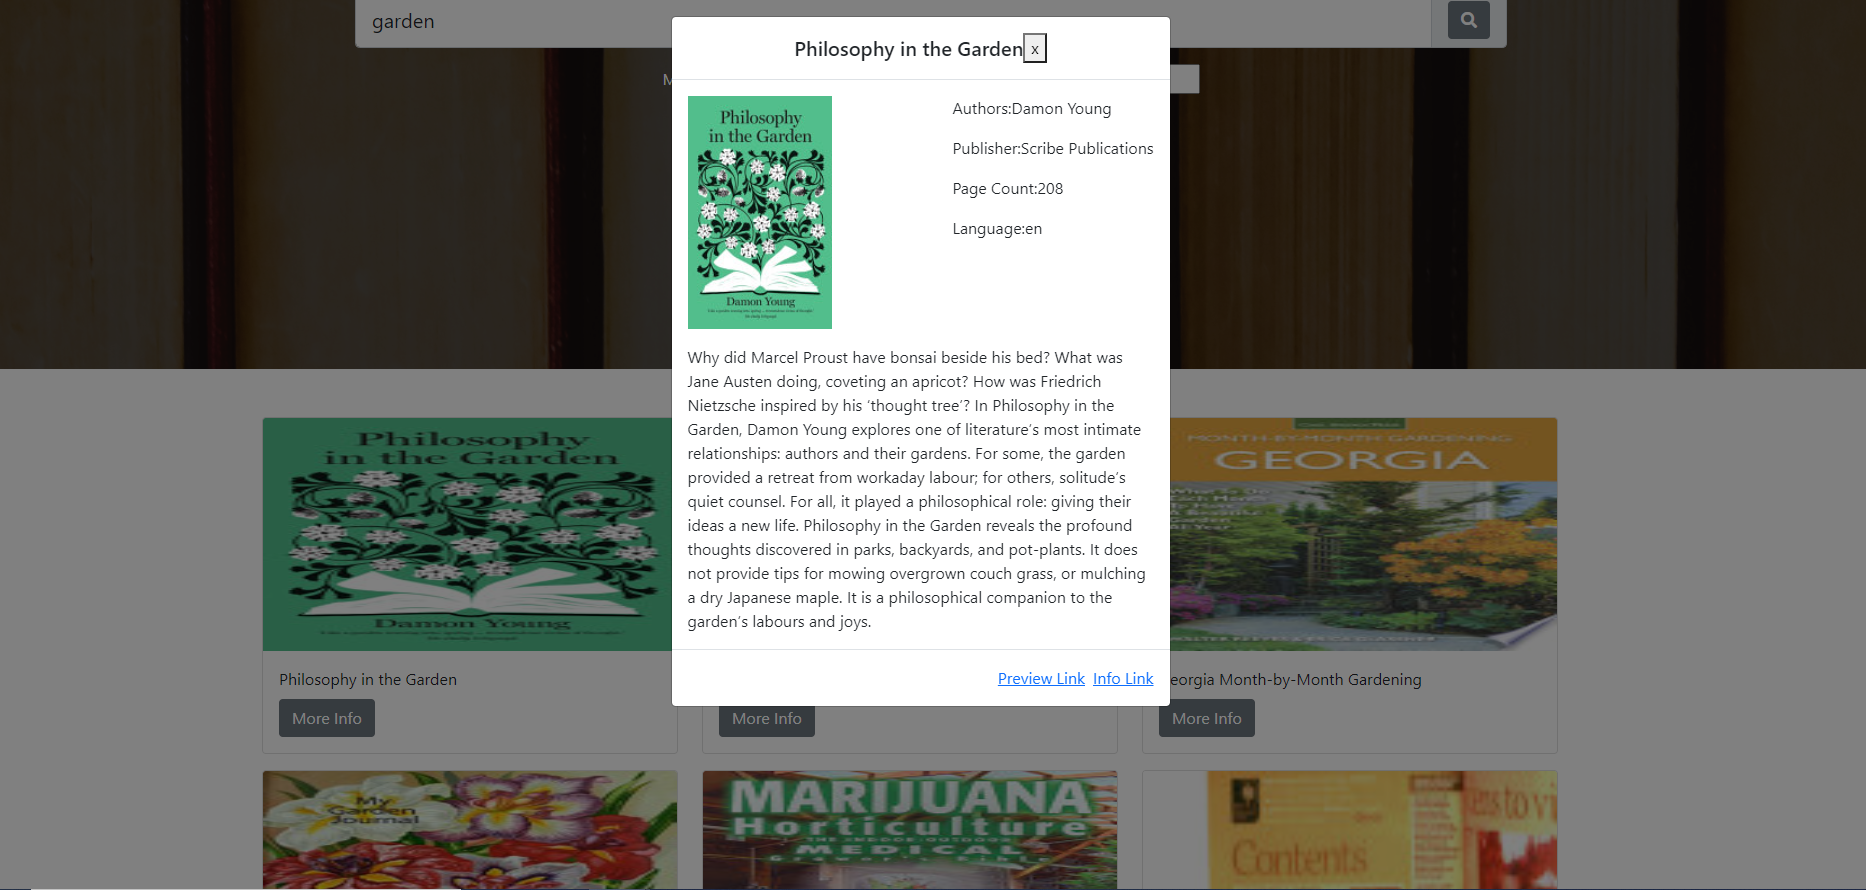 garden
M
Philosophy in the Garden x
Philosophy
in the Garden
Damon Young
Authors:Damon Young
Publisher:Scribe Publications
Page Count:208
Language:en
Why did Marcel Proust have bonsai beside his bed? What was
Jane Austen doing, coveting an apricot? How was Friedrich
Nietzsche inspired by his ‘thought tree’? In Philosophy in the
Garden, Damon Young explores one of literature’s most intimate
relationships: authors and their gardens. For some, the garden
provided a retreat from workaday labour; for others, solitude’s
quiet counsel. For all, it played a philosophical role: giving their
ideas a new life. Philosophy in the Garden reveals the profound
thoughts discovered in parks, backyards, and pot-plants. It does
not provide tips for mowing overgrown couch grass, or mulching
a dry Japanese maple. It is a philosophical companion to the
garden’s labours and joys.
Preview Link Info Link
Philosophy
in the Garden
Damon Young
Philosophy in the Garden
More Info
More Info
MONTH-BY-MONTH GARDENING
GEORGIA
eorgia Month-by-Month Gardening
More Info
My
Garden
Journal
MARIJUANA
Horticulture
THE INDOOR/OUTDOOR
MEDICAL
Grower's Bible
Contents